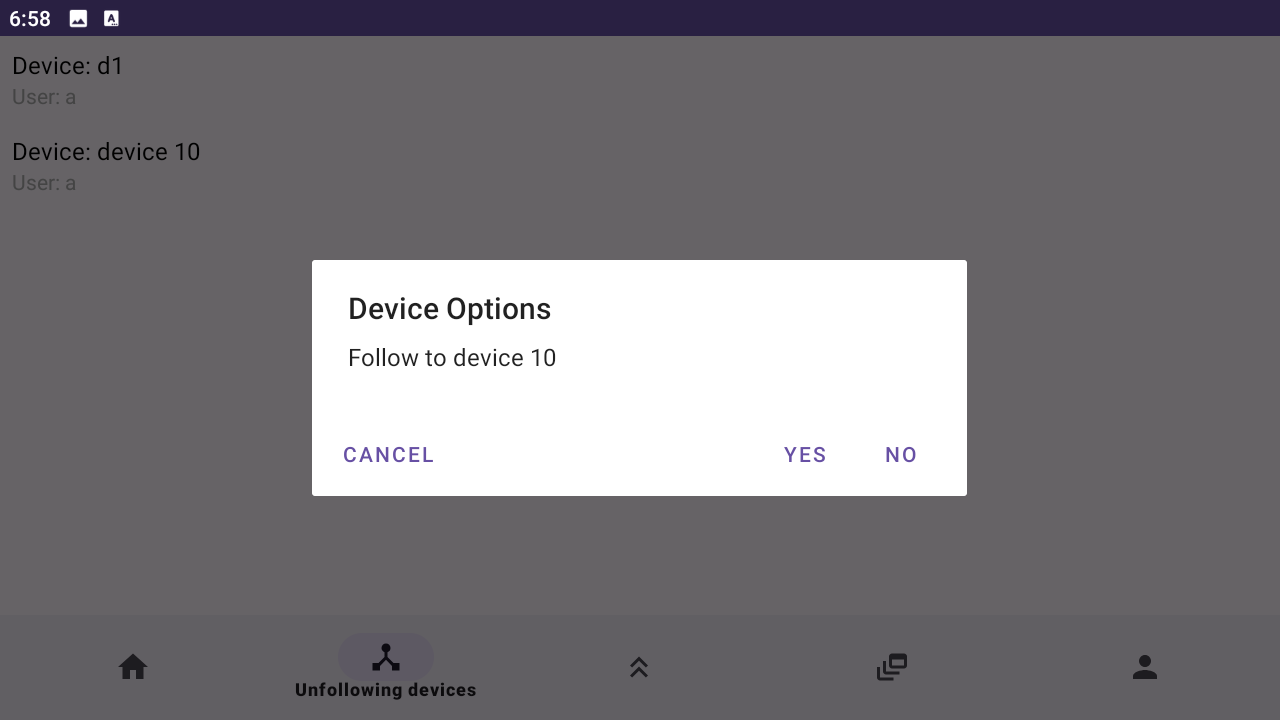 6:58
Device: d1
User: a
Device: device 10
User: a
Device Options
Follow to device 10
CANCEL YES NO
Unfollowing devices